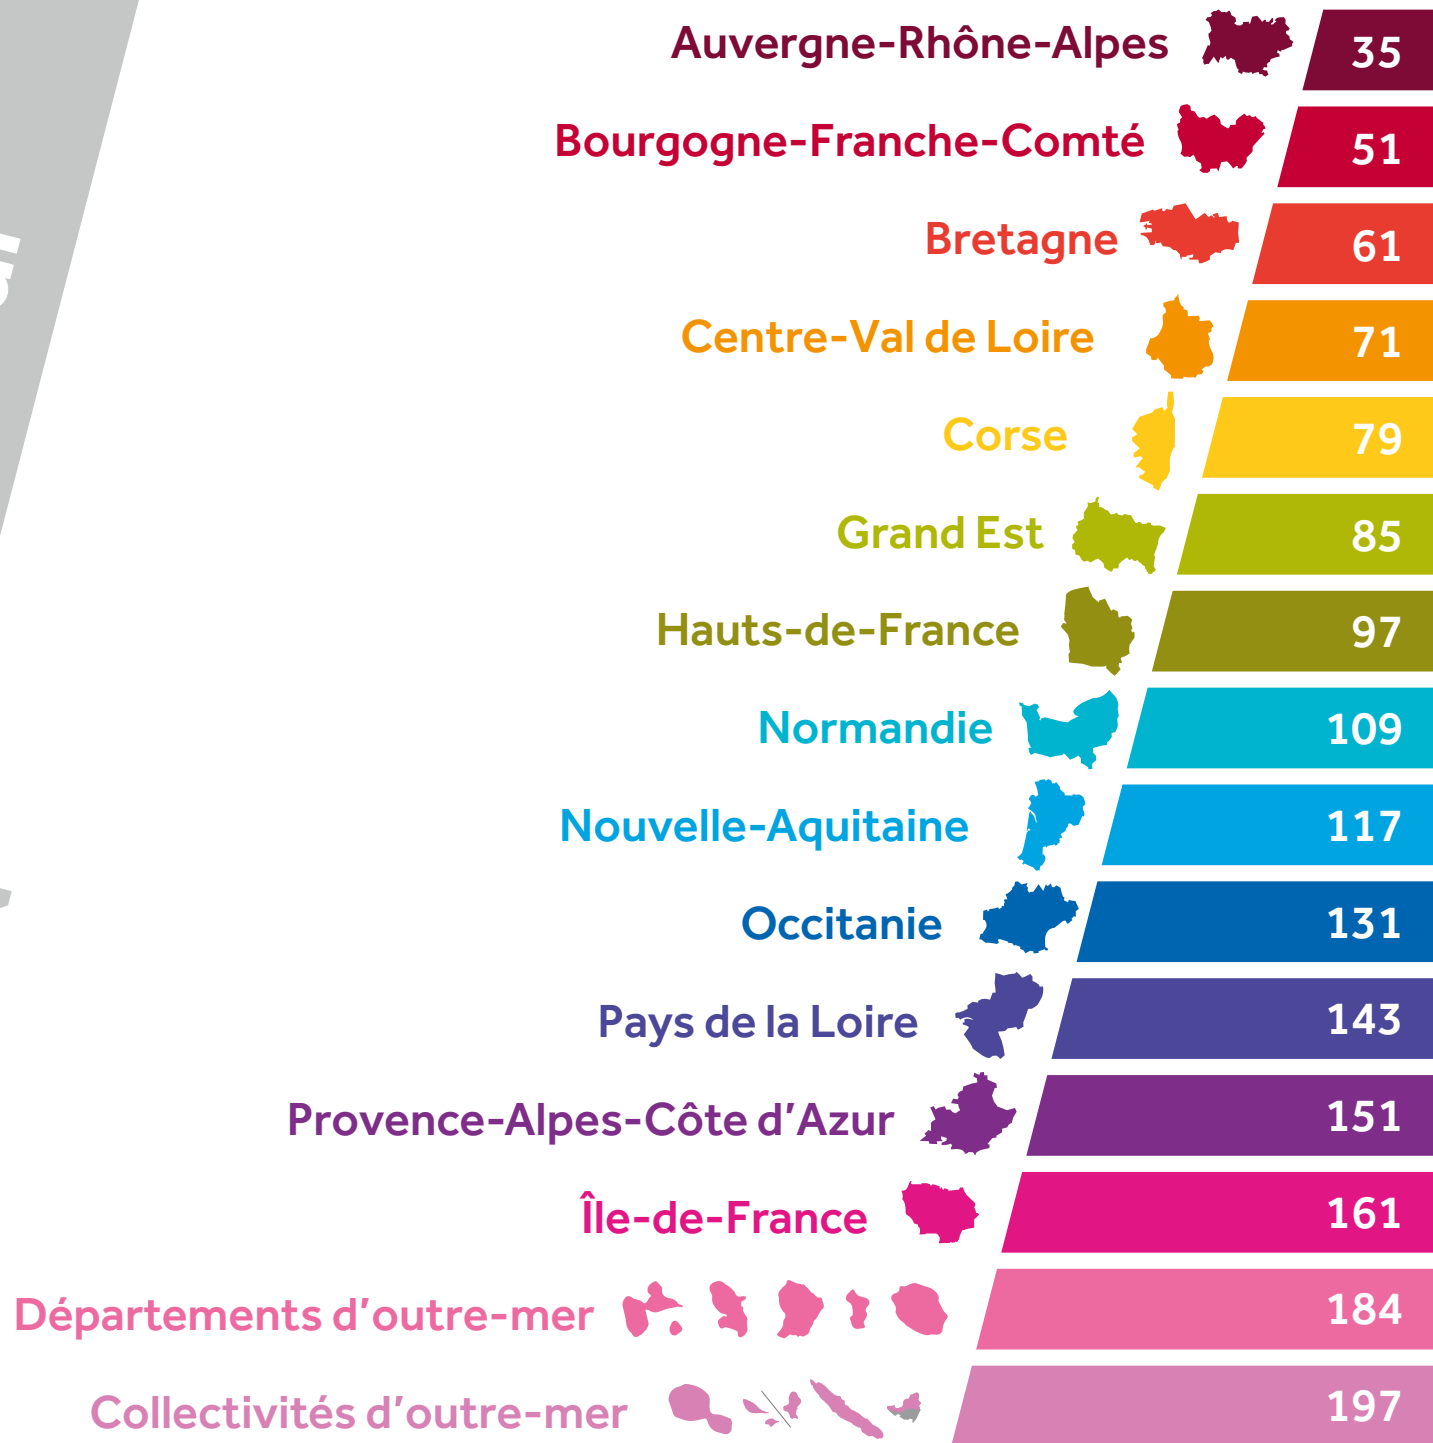 Auvergne-Rhône-Alpes 35
Bourgogne-Franche-Comté 51
Bretagne 61
Centre-Val de Loire 71
Corse 79
Grand Est 85
Hauts-de-France 97
Normandie 109
Nouvelle-Aquitaine 117
Occitanie 131
Pays de la Loire 143
Provence-Alpes-Côte d’Azur 151
Île-de-France 161
Départements d’outre-mer 184
Collectivités d’outre-mer 197